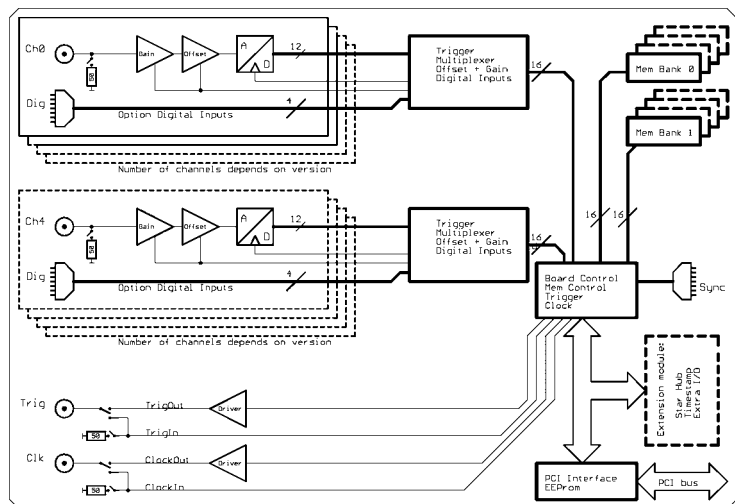 Ch0
50
Gain
Offset
A
D
12
Trigger
Multiplexer
Offset + Gain
Digital Inputs
16
Mem Bank 0
Dig
4
Option Digital Inputs
Mem Bank 1
Number of channels depends on version
Ch4
50
Gain
Offset
A
D
12
Trigger
Multiplexer
Offset + Gain
Digital Inputs
16
16
16
Dig
4
Option Digital Inputs
Board Control
Mem Control
Trigger
Clock
Sync
Number of channels depends on version
Extension module:
Star Hub
Timestamp
Extra I/O
Trig
TrigOut
Driver
50
TrigIn
Clk
ClockOut
Driver
50
ClockIn
PCI Interface
EEProm
PCI bus